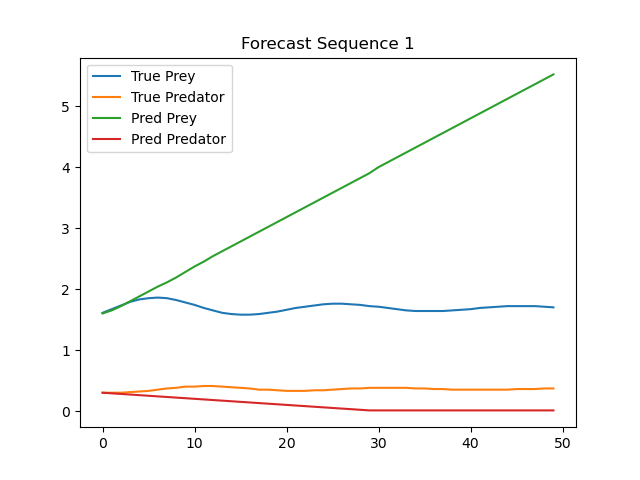 Forecast Sequence 1
True Prey
True Predator
Pred Prey
Pred Predator
5
4
3
2
1
0
0 10 20 30 40 50